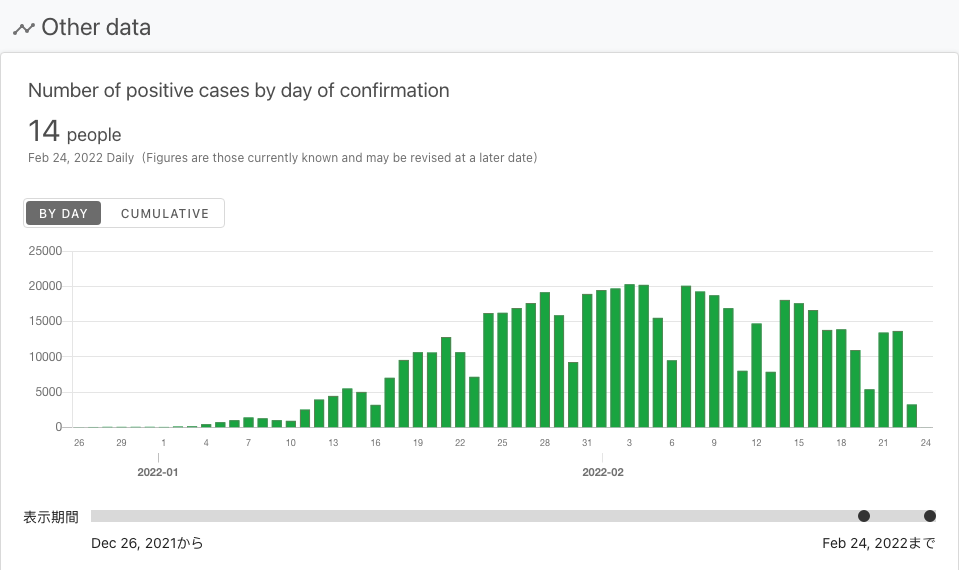 Other data
Number of positive cases by day of confirmation
14 people
Feb 24, 2022 Daily (Figures are those currently known and may be revised at a later date)
BY DAY CUMULATIVE
25000
20000
15000
10000
5000
0
26 29 1 4 7 10 13 16 19 22 25 28 31 3 6 9 12 15 18 21 24
2022-01 2022-02
表示期間
Dec 26, 2021から Feb 24, 2022まで